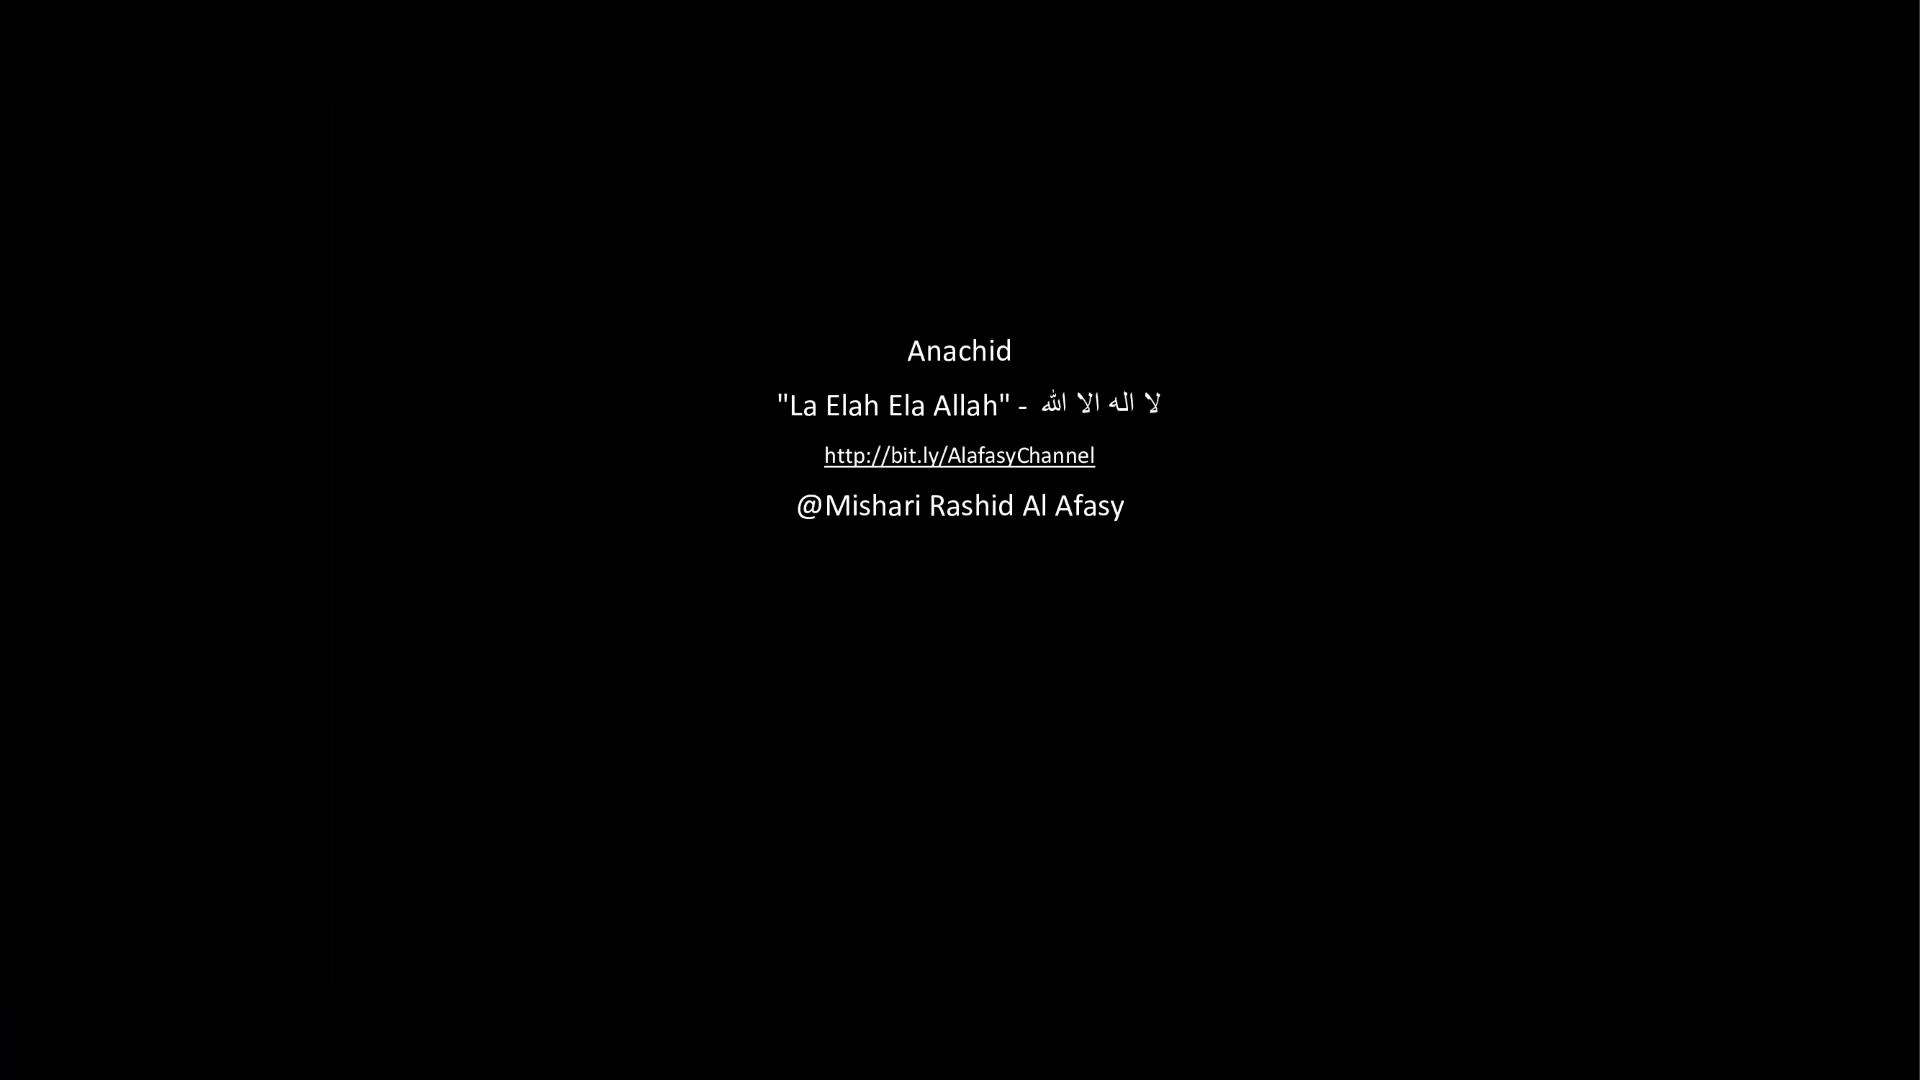 Anachid
"La Elah Ela Allah" - لا اله الا الله
http://bit.ly/AlafasyChannel
@Mishari Rashid Al Afasy